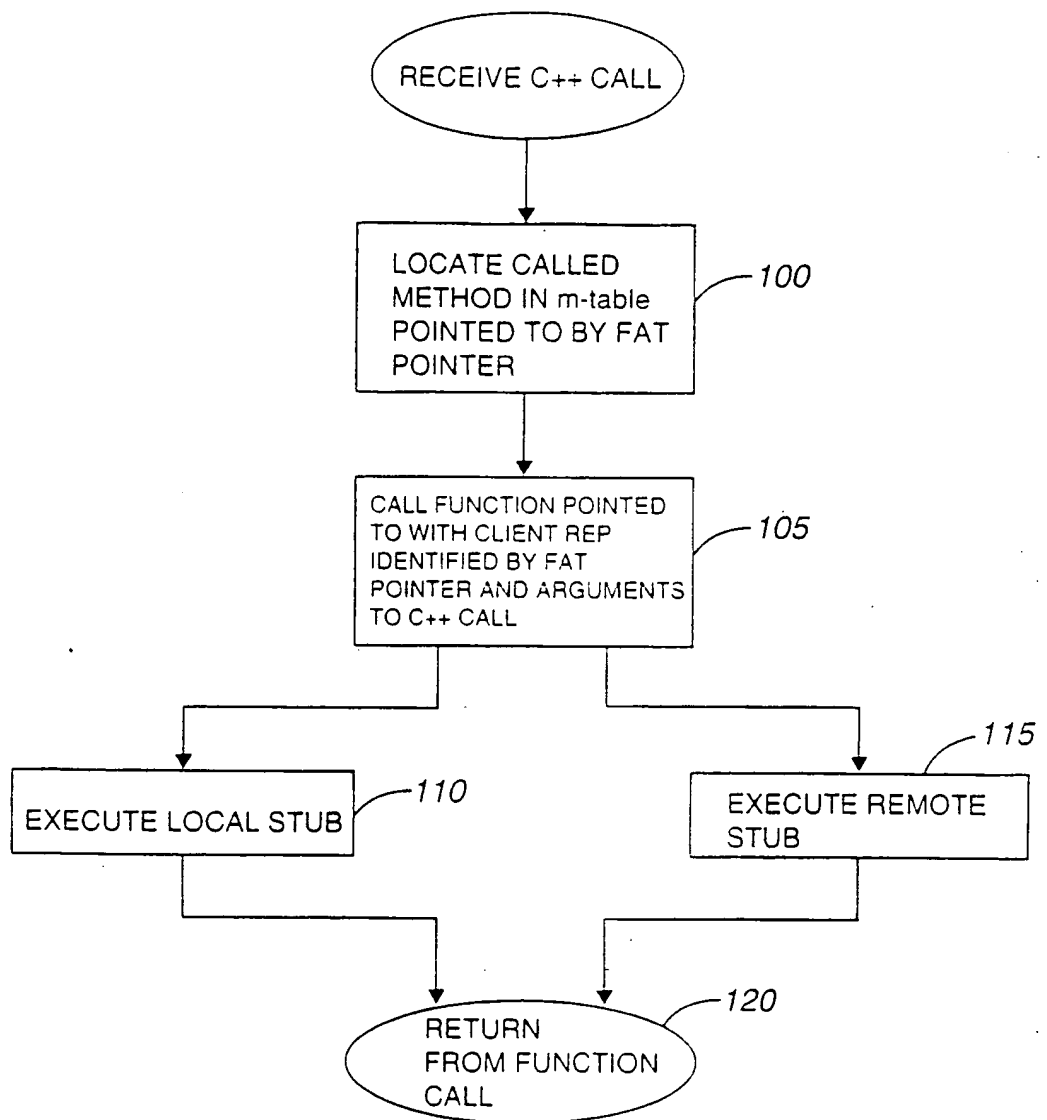 RECEIVE C++ CALL
LOCATE CALLED
METHOD IN m-table
POINTED TO BY FAT
POINTER
100
CALL FUNCTION POINTED
TO WITH CLIENT REP
IDENTIFIED BY FAT
POINTER AND ARGUMENTS
TO C++ CALL
105
EXECUTE LOCAL STUB
110
EXECUTE REMOTE
STUB
115
RETURN
FROM FUNCTION
CALL
120